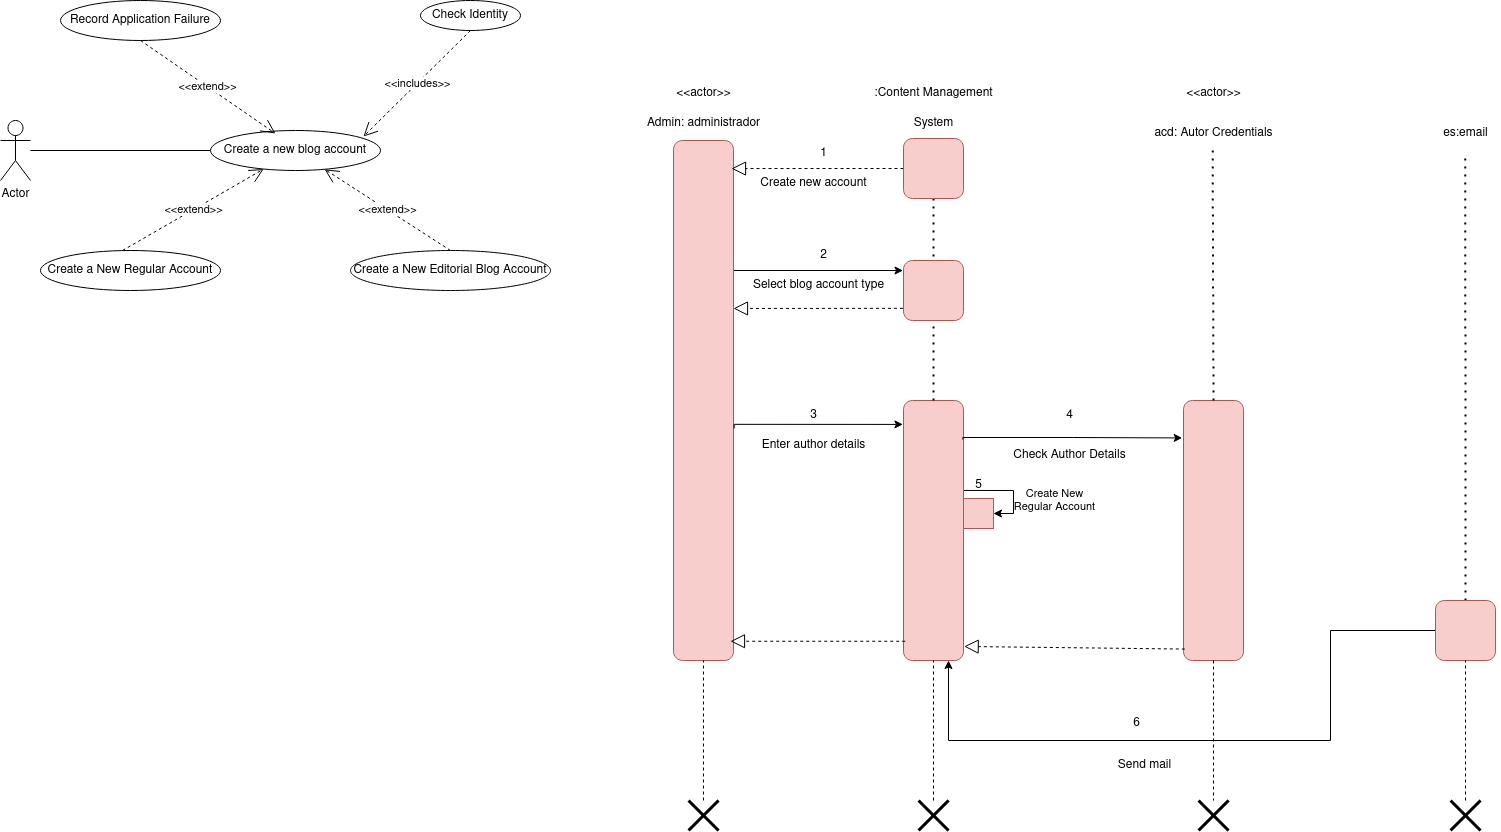 Record Application Failure
Check Identity
<<extend>>
<<includes>>
Create a new blog account
Actor
<<extend>>
<<extend>>
Create a New Regular Account
Create a New Editorial Blog Account
<<actor>>
Admin: administrador
:Content Management
System
<<actor>>
acd: Autor Credentials
es:email
1
Create new account
2
Select blog account type
3
Enter author details
4
Check Author Details
5
Create New
Regular Account
6
Send mail